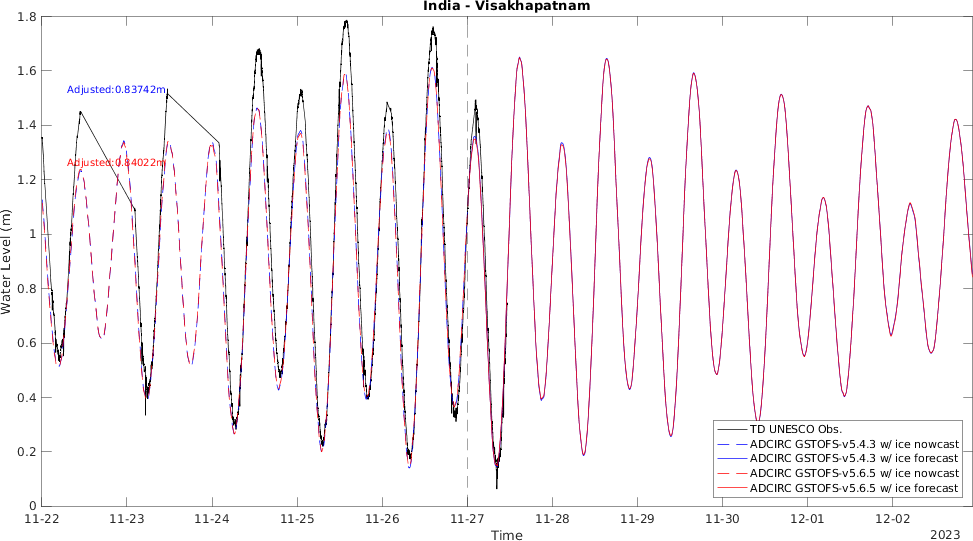 India - Visakhapatnam
1.8
1.6
1.4
1.2
1
0.8
0.6
0.4
0.2
0
Water Level (m)
Adjusted:0.83742m
Adjusted:0.84022m
TD UNESCO Obs.
ADCIRC GSTOFS-v5.4.3 w/ ice nowcast
ADCIRC GSTOFS-v5.4.3 w/ ice forecast
ADCIRC GSTOFS-v5.6.5 w/ ice nowcast
ADCIRC GSTOFS-v5.6.5 w/ ice forecast
11-22 11-23 11-24 11-25 11-26 11-27 11-28 11-29 11-30 12-01 12-02
Time
2023